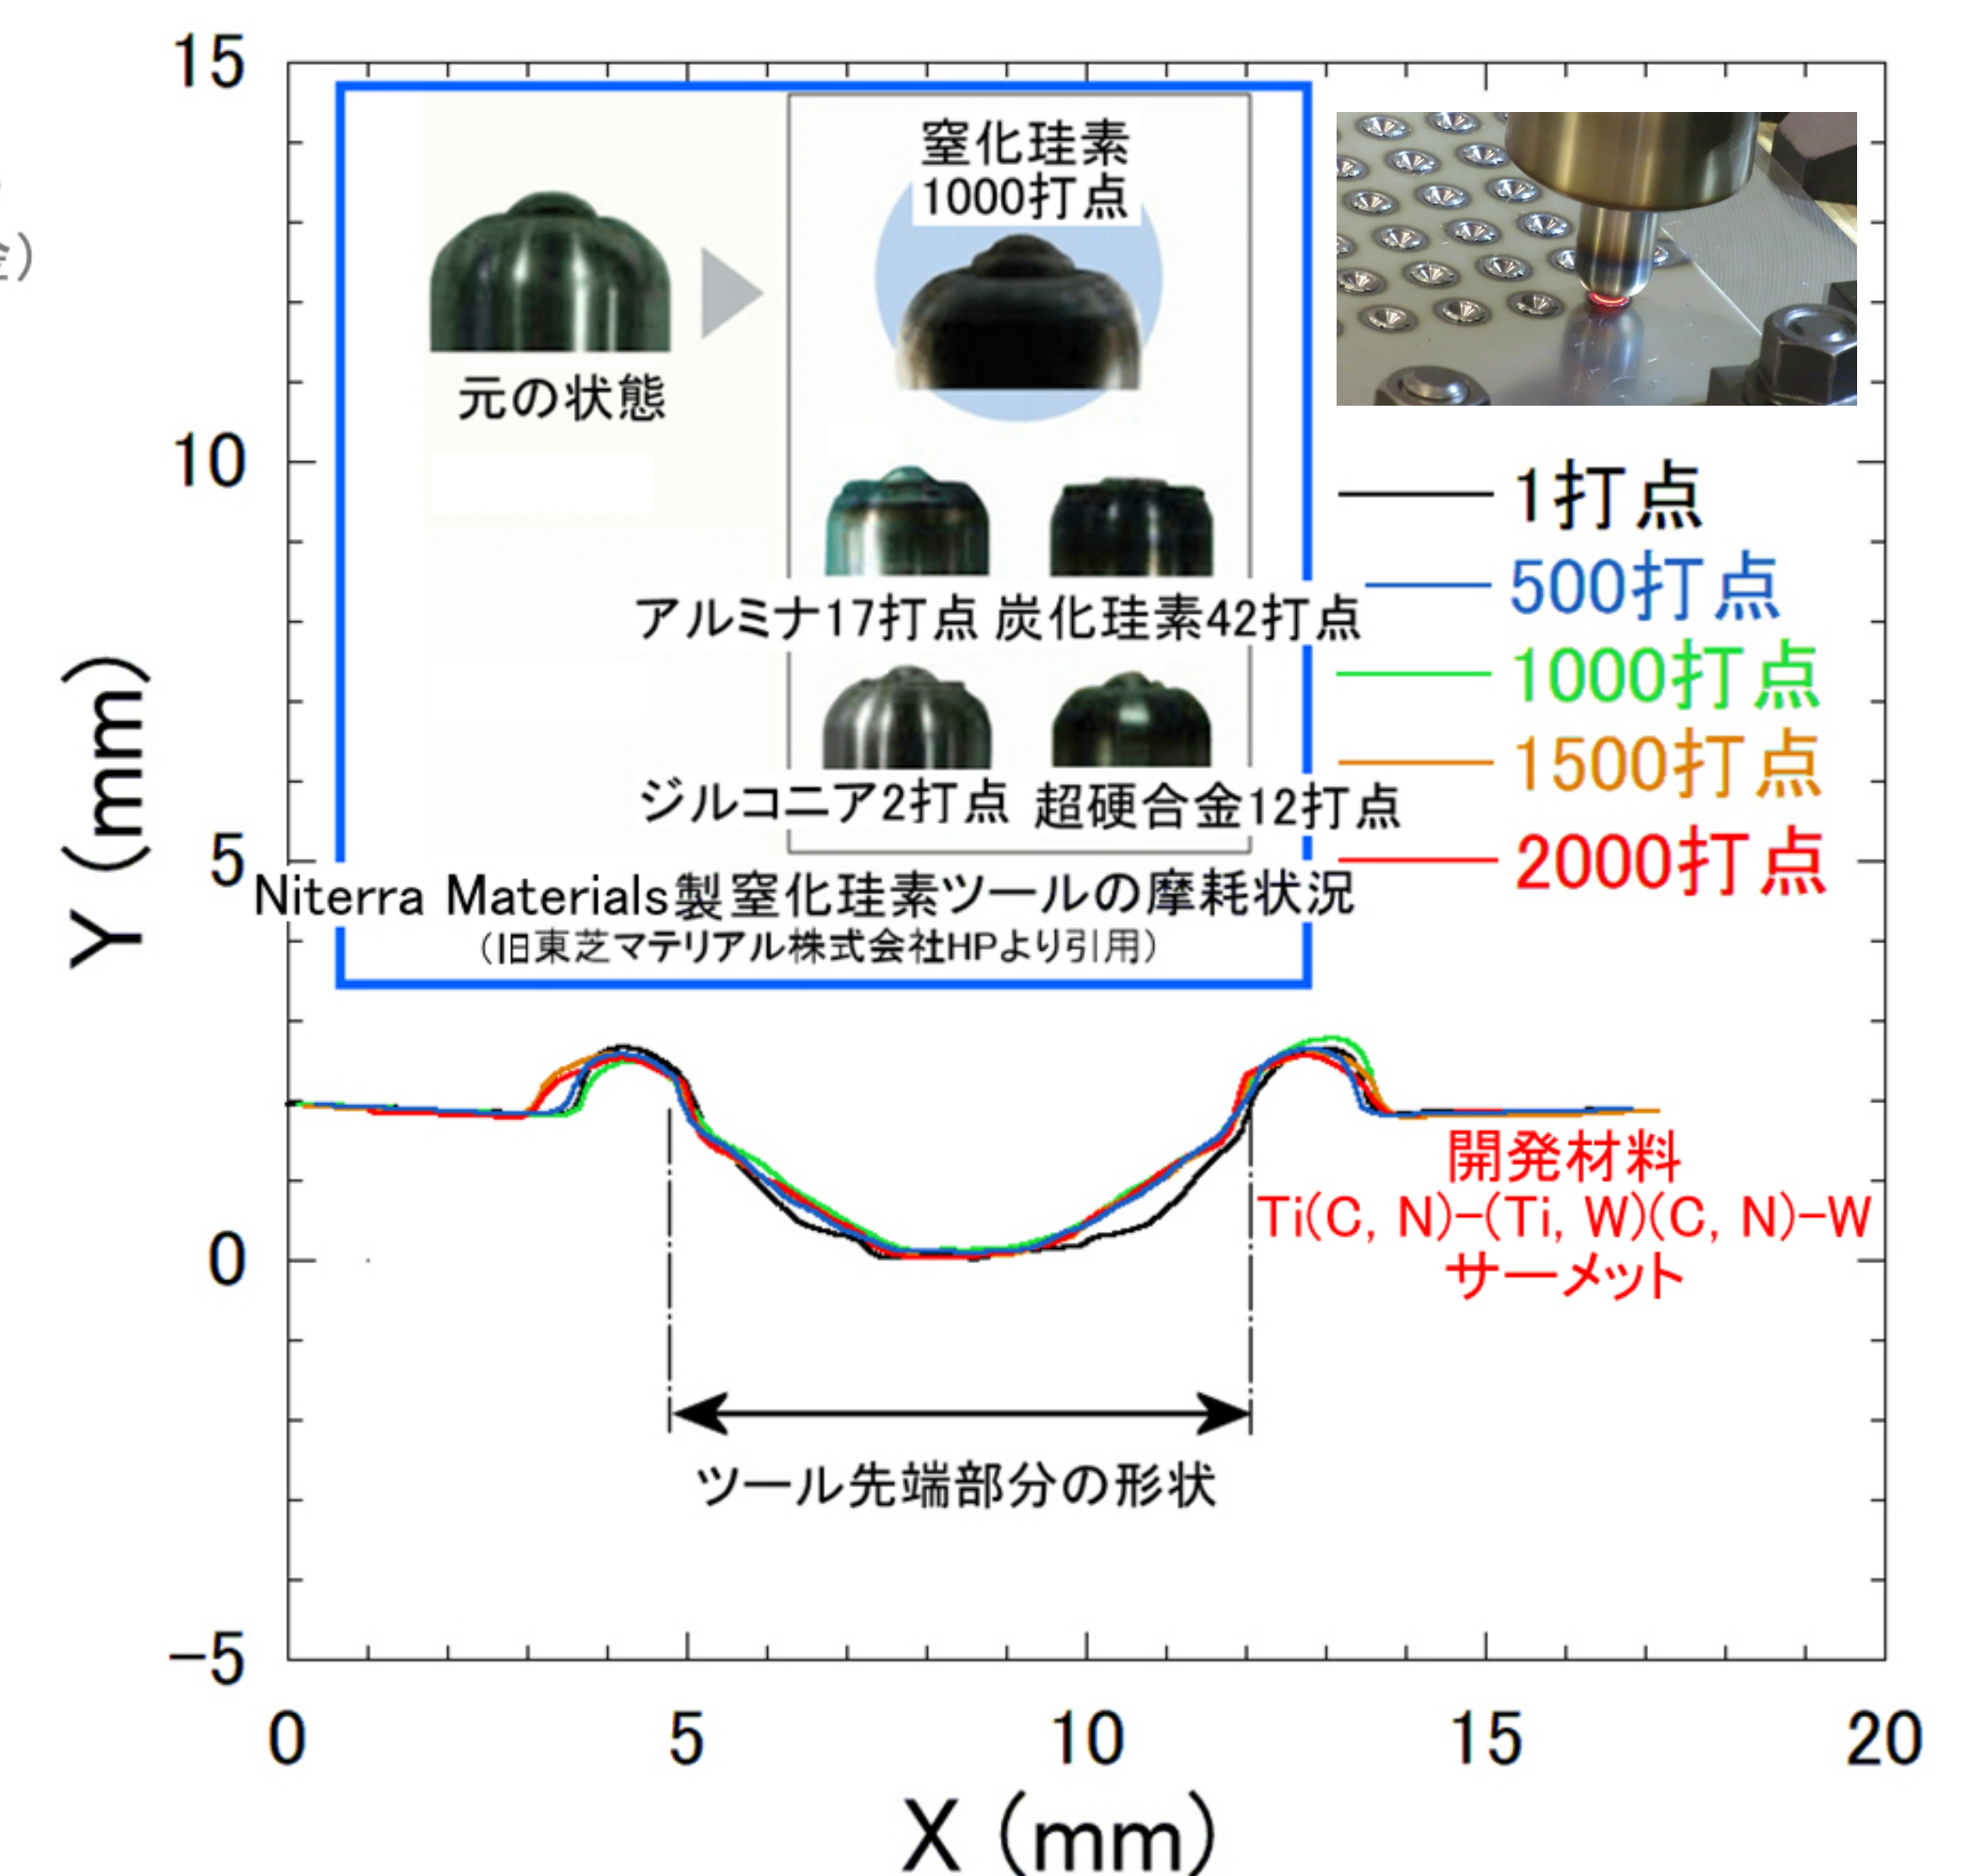 金）
15
10
5
0
-5
Y（mm）
窒化珪素
1000打点
元の状態
アルミナ17打点 炭化珪素42打点
ジルコニア2打点 超硬合金12打点
Niterra Materials製窒化珪素ツールの摩耗状況
（旧東芝マテリアル株式会社HPより引用）
1打点
500打点
1000打点
1500打点
2000打点
開発材料
Ti(C, N)-(Ti, W)(C, N)-W
サーメット
ツール先端部分の形状
0 5 10 15 20
X（mm）